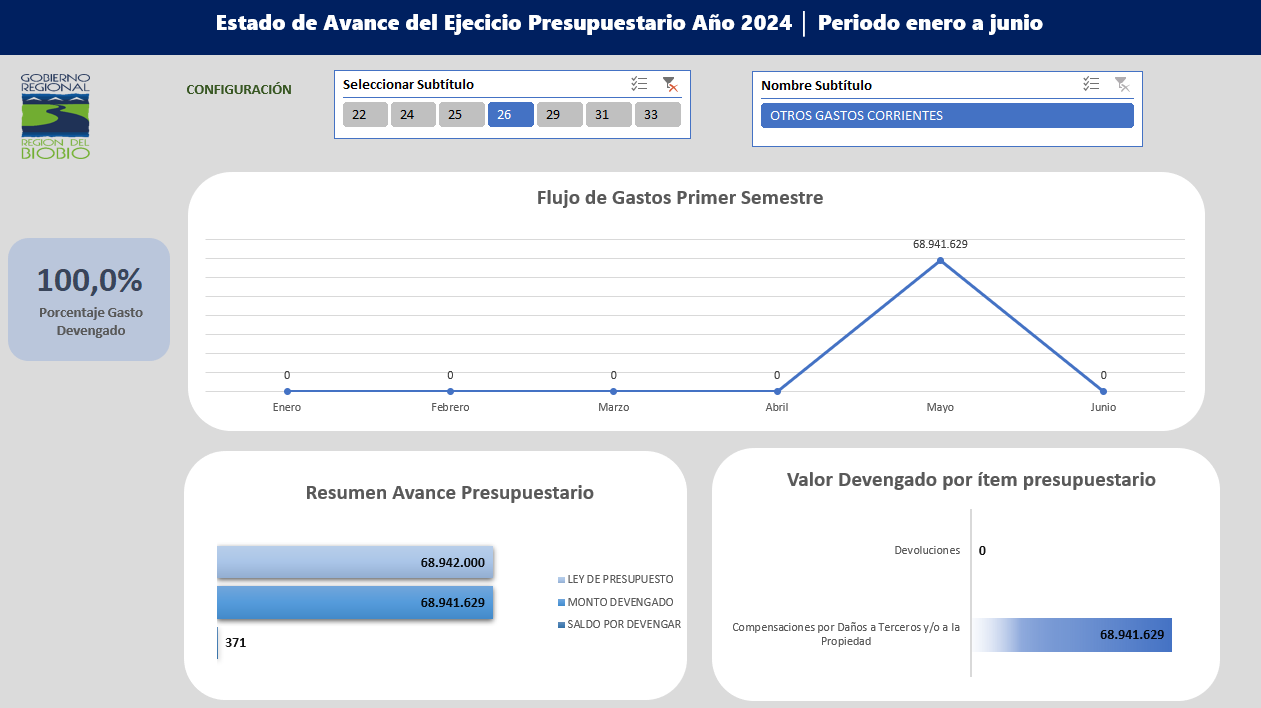 Estado de Avance del Ejecicio Presupuestario Año 2024 | Periodo enero a junio
GOBIERNO
REGIONAL
REGION DEL
BIOBIO
CONFIGURACIÓN
Seleccionar Subtítulo
22 24 25 26 29 31 33
Nombre Subtítulo
OTROS GASTOS CORRIENTES
100,0%
Porcentaje Gasto
Devengado
Flujo de Gastos Primer Semestre
68.941.629
0 0 0 0 0
Enero Febrero Marzo Abril Mayo Junio
Resumen Avance Presupuestario
68.942.000
68.941.629
371
LEY DE PRESUPUESTO
MONTO DEVENGADO
SALDO POR DEVENGAR
Valor Devengado por ítem presupuestario
Devoluciones 0
Compensaciones por Daños a Terceros y/o a la
Propiedad
68.941.629